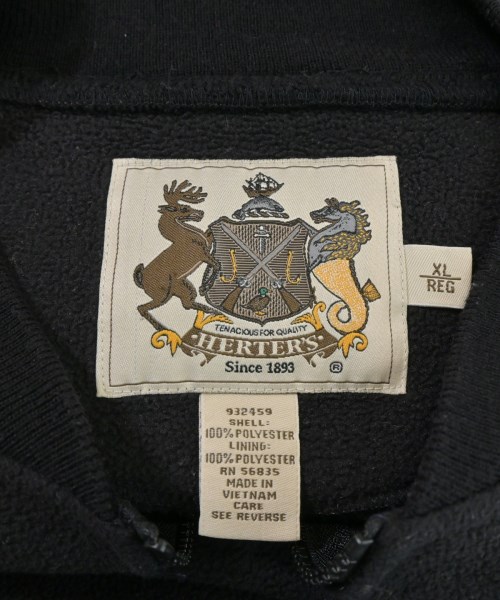 TENACIOUS FOR QUALITY
HERTER'S
Since 1893 ®
XL
REG
932459
SHELL:
100% POLYESTER
LINING:
100% POLYESTER
RN 56835
MADE IN
VIETNAM
CARE
SEE REVERSE